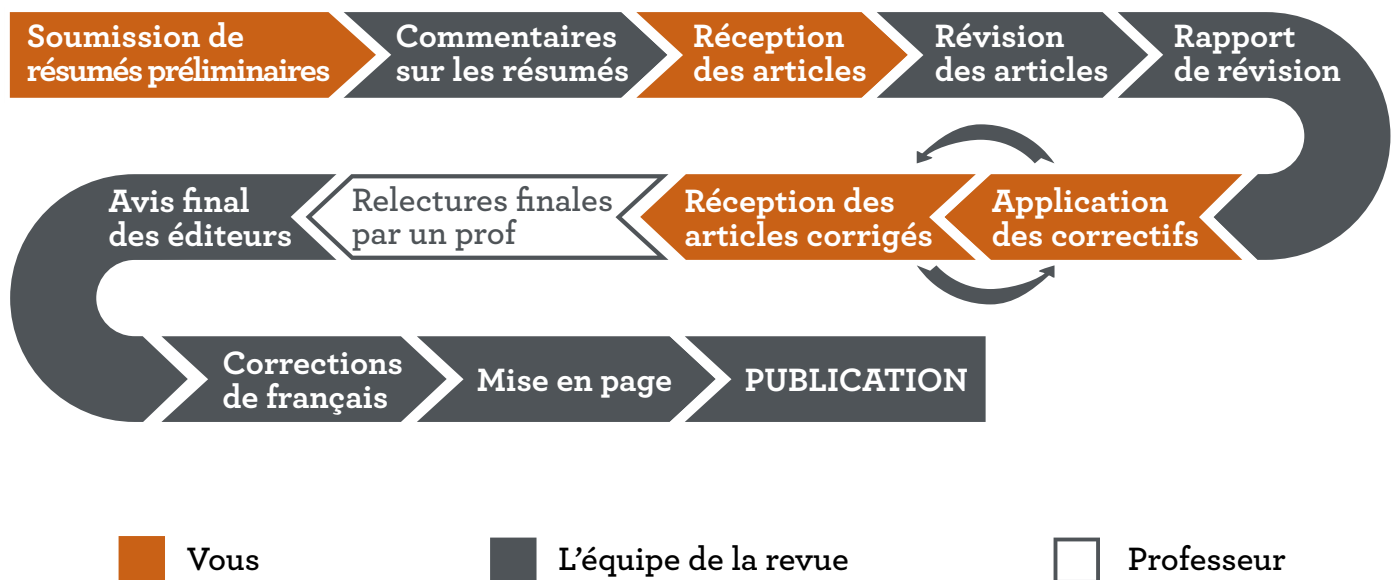 Soumission de
résumés préliminaires
Commentaires
sur les résumés
Réception
des articles
Révision
des articles
Rapport
de révision
Application
des correctifs
Réception des
articles corrigés
Relectures finales
par un prof
Avis final
des éditeurs
Corrections
de français
Mise en page
PUBLICATION
Vous
L’équipe de la revue
Professeur